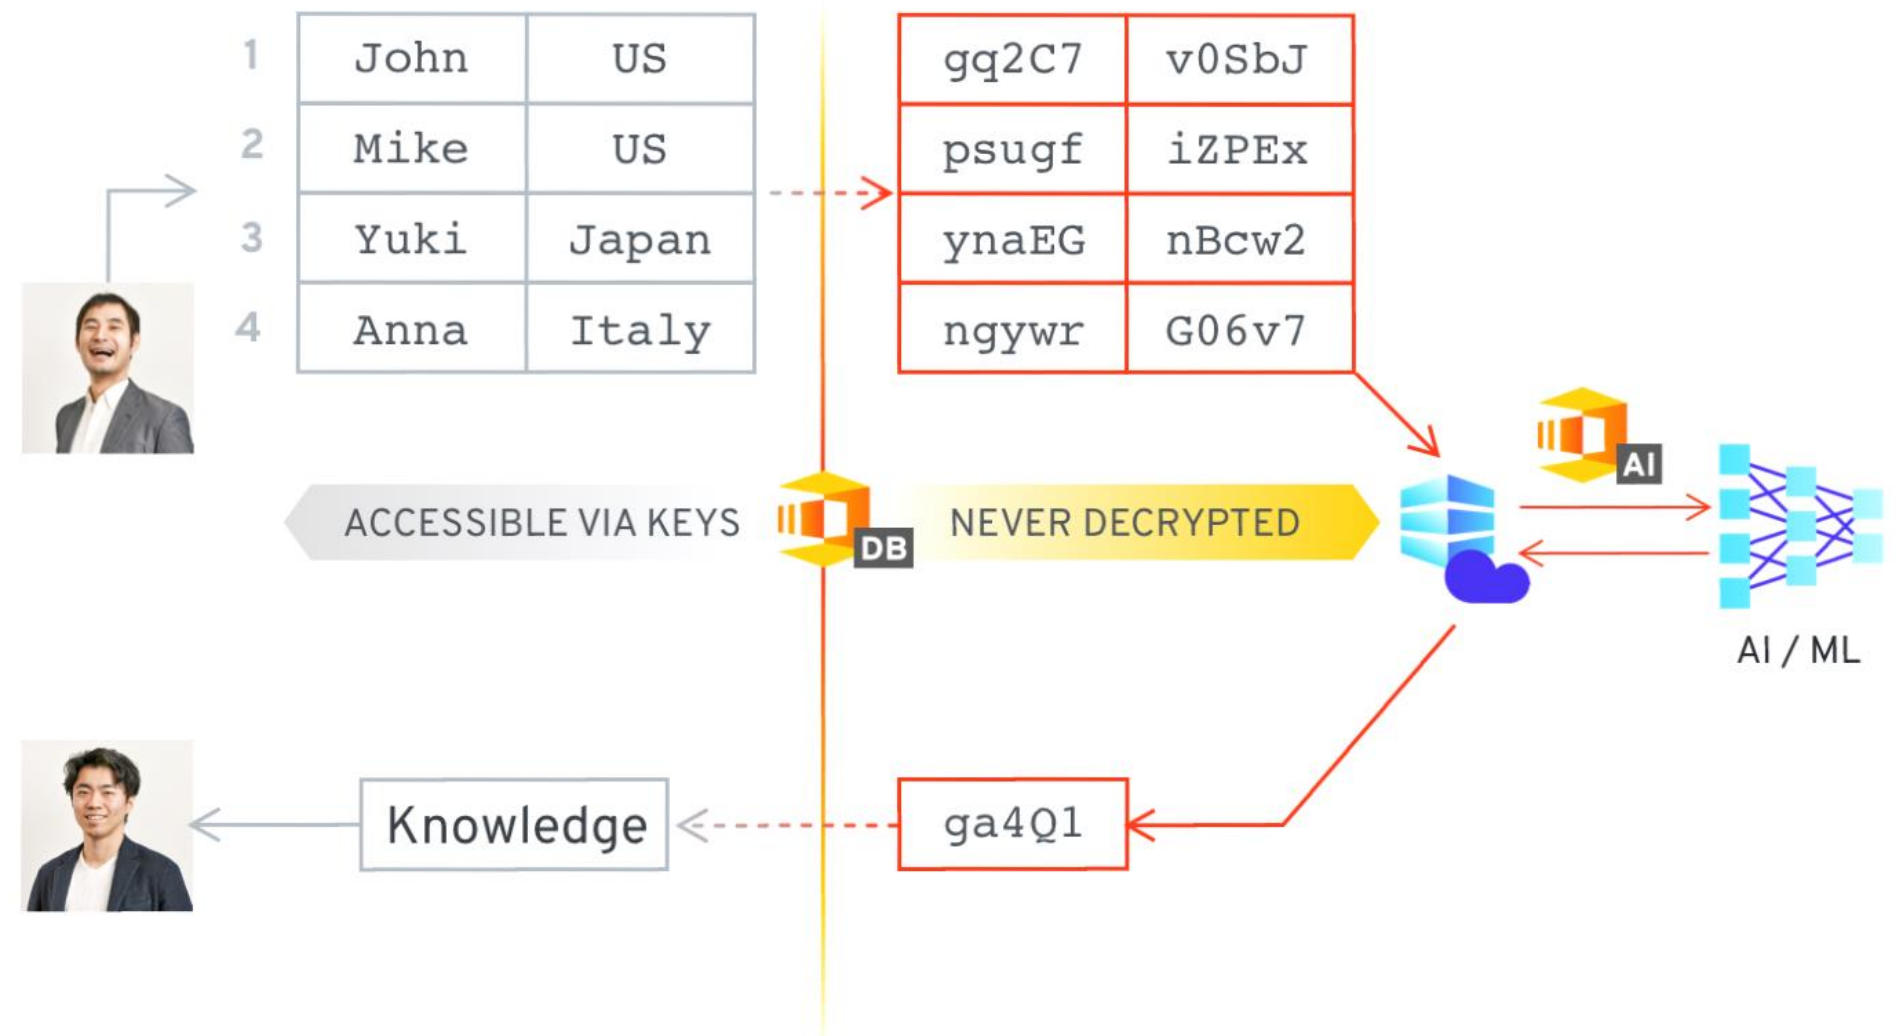 1 John US gq2C7 v0SbJ
2 Mike US psugf iZPEx
3 Yuki Japan ynaEG nBcw2
4 Anna Italy ngywr G06v7
AI
ACCESSIBLE VIA KEYS DB NEVER DECRYPTED
AI / ML
Knowledge ga4Q1